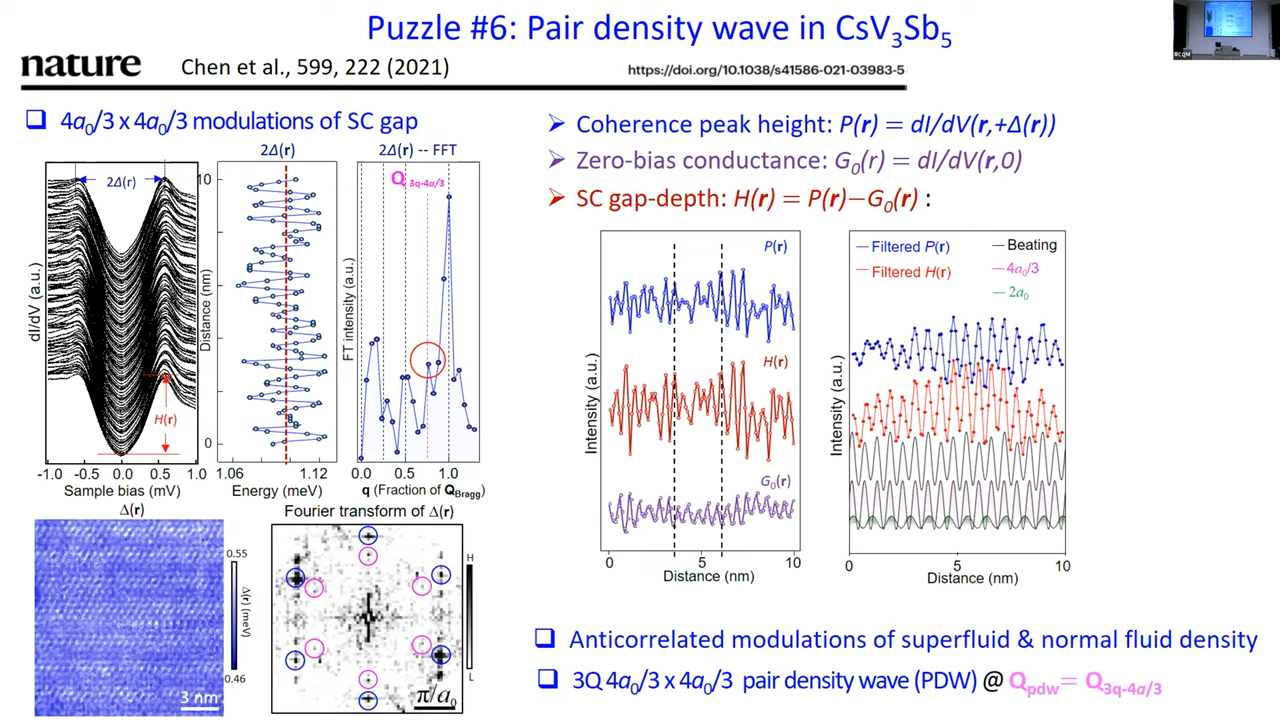 Puzzle #6: Pair density wave in CsV₃Sb₅
nature
Chen et al., 599, 222 (2021)
https://doi.org/10.1038/s41586-021-03983-5
RCQM
❑ 4a₀/3 x 4a₀/3 modulations of SC gap
2Δ(r)
2Δ(r) -- FFT
2Δ(r)
10
Q 3q-4a/3
dI/dV (a.u.)
Distance (nm)
FT intensity (a.u.)
H(r)
0
-1.0 -0.5 0.0 0.5 1.0
1.06 1.12
0.0 0.5 1.0
Sample bias (mV)
Energy (meV)
q (Fraction of Q_Bragg)
Δ(r)
Fourier transform of Δ(r)
0.55
Δ(r) (meV)
0.46
3 nm
H
L
π/a₀
➢ Coherence peak height: P(r) = dI/dV(r,+Δ(r))
➢ Zero-bias conductance: G₀(r) = dI/dV(r,0)
➢ SC gap-depth: H(r) = P(r)−G₀(r) :
P(r)
H(r)
G₀(r)
Intensity (a.u.)
0 5 10
Distance (nm)
Filtered P(r)
Filtered H(r)
Beating
4a₀/3
2a₀
Intensity (a.u.)
0 5 10
Distance (nm)
❑ Anticorrelated modulations of superfluid & normal fluid density
❑ 3Q 4a₀/3 x 4a₀/3 pair density wave (PDW) @ Q_pdw= Q_3q-4a/3